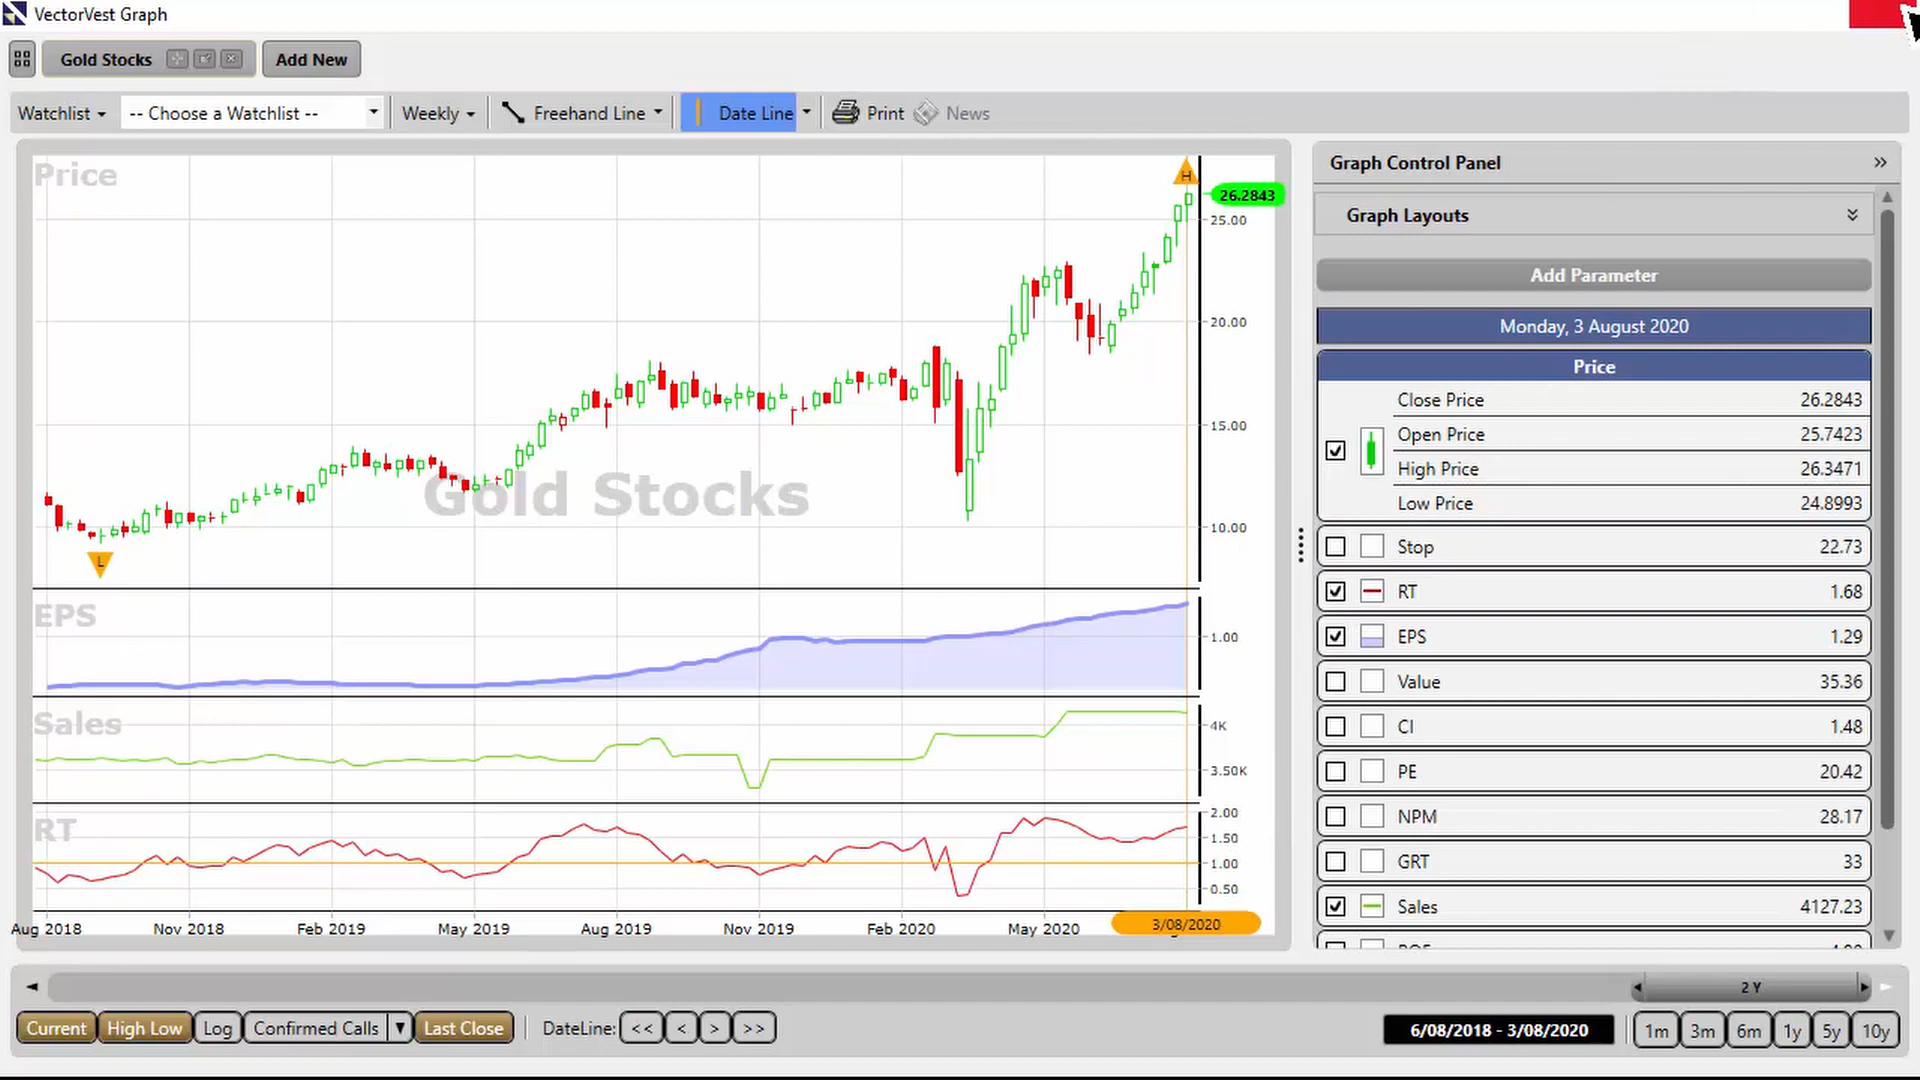 VectorVest Graph
Gold Stocks
Add New
Watchlist
-- Choose a Watchlist --
Weekly
Freehand Line
Date Line
Print
News
Price
H
26.2843
25.00
20.00
15.00
10.00
Gold Stocks
L
EPS
1.00
Sales
4K
3.50K
RT
2.00
1.50
1.00
0.50
Aug 2018 Nov 2018 Feb 2019 May 2019 Aug 2019 Nov 2019 Feb 2020 May 2020 3/08/2020
Graph Control Panel
Graph Layouts
Add Parameter
Monday, 3 August 2020
Price
Close Price 26.2843
Open Price 25.7423
High Price 26.3471
Low Price 24.8993
Stop 22.73
RT 1.68
EPS 1.29
Value 35.36
CI 1.48
PE 20.42
NPM 28.17
GRT 33
Sales 4127.23
2 Y
Current High Low Log Confirmed Calls Last Close DateLine: << < > >> 6/08/2018 - 3/08/2020 1m 3m 6m 1y 5y 10y